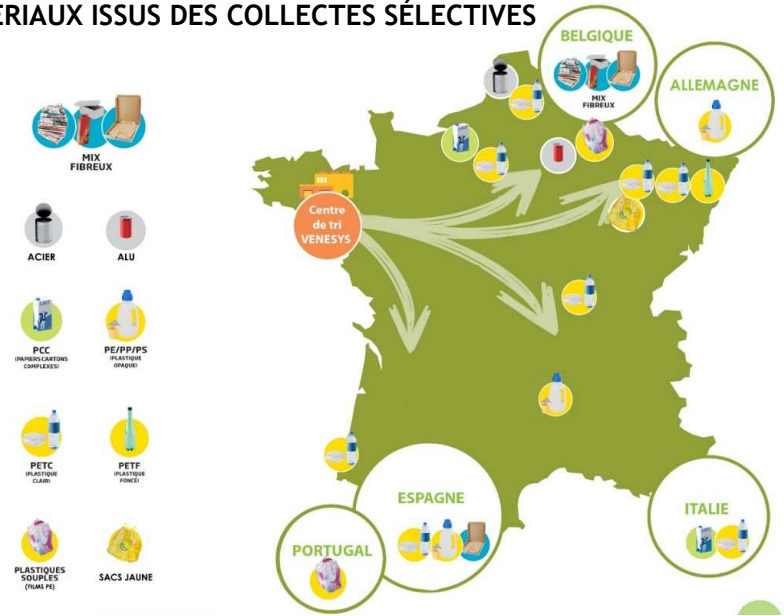 ÉRIAUX ISSUS DES COLLECTES SÉLECTIVES
MIX
FIBREUX
ACIER
ALU
PCC
(PAPIERS CARTONS
COMPLEXES)
PE/PP/PS
(PLASTIQUE
OPAQUE)
PETC
(PLASTIQUE
CLAIR)
PETF
(PLASTIQUE
FONCÉ)
PLASTIQUES
SOUPLES
(FILMS PE)
SACS JAUNE
BELGIQUE
MIX
FIBREUX
ALLEMAGNE
Centre
de tri
VENESYS
ESPAGNE
PORTUGAL
ITALIE